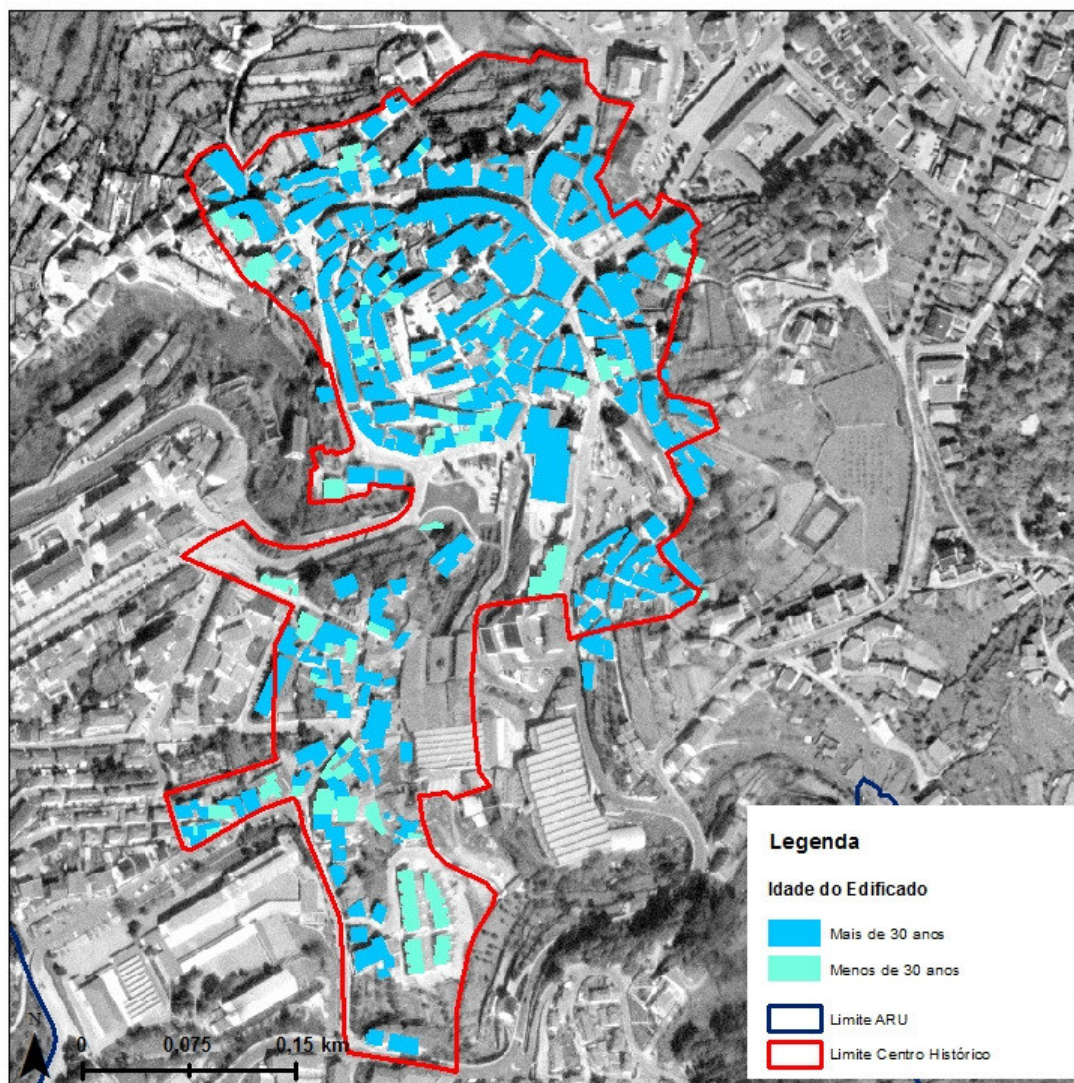 Legenda
Idade do Edificado
Mais de 30 anos
Menos de 30 anos
Limite ARU
Limite Centro Histórico
N
0 0,075 0,15 km